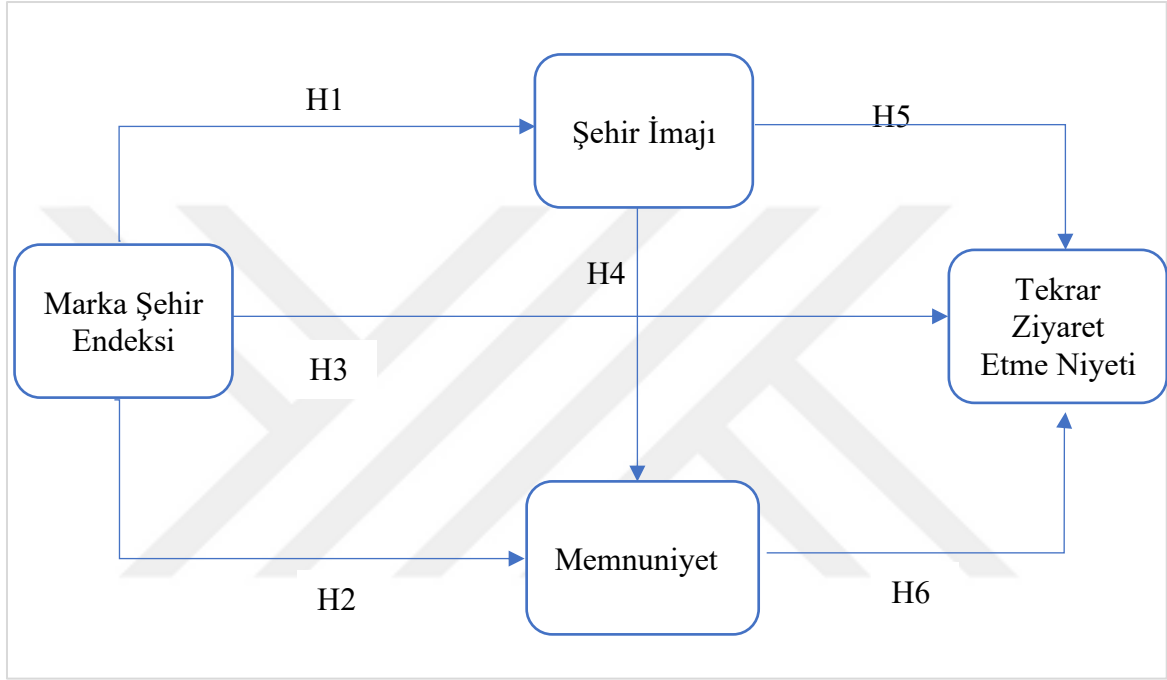 H1
Şehir İmajı
H5
H4
Marka Şehir
Endeksi
Tekrar
Ziyaret
Etme Niyeti
H3
Memnuniyet
H2
H6